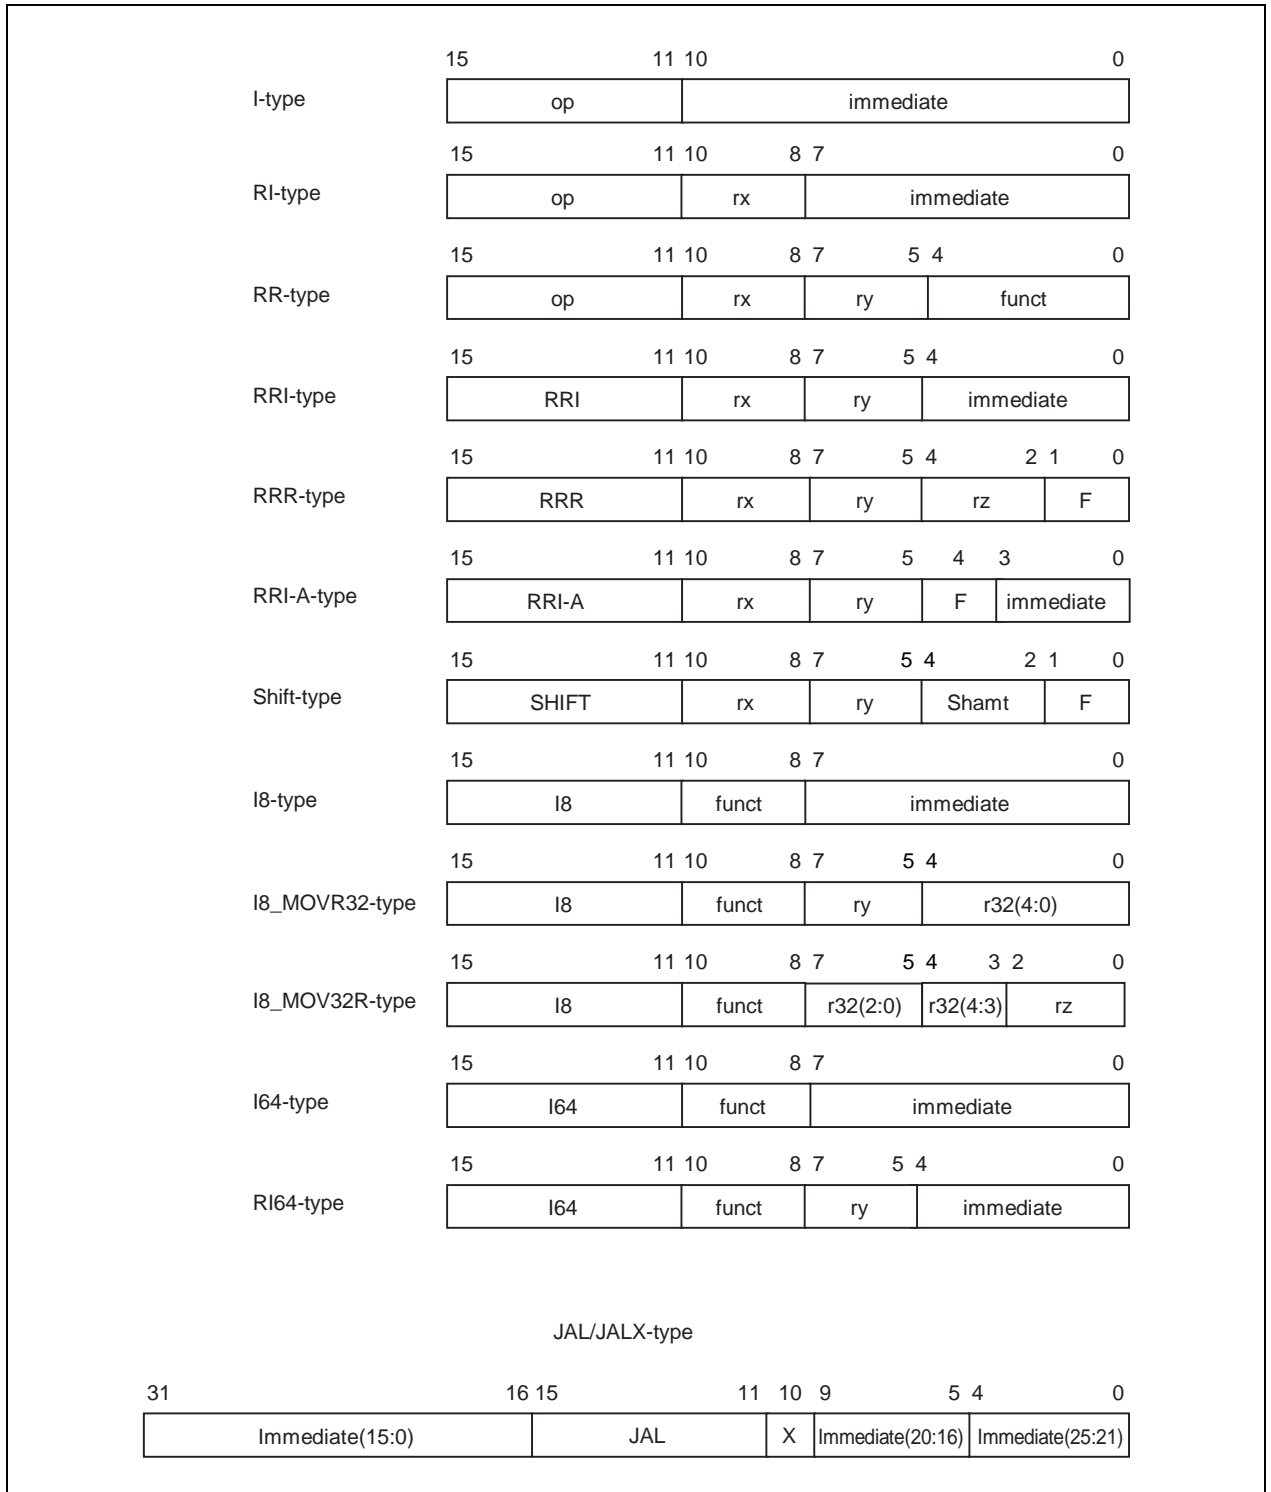 15 11 10 0
I-type op immediate
15 11 10 8 7 0
RI-type op rx immediate
15 11 10 8 7 5 4 0
RR-type op rx ry funct
15 11 10 8 7 5 4 0
RRI-type RRI rx ry immediate
15 11 10 8 7 5 4 2 1 0
RRR-type RRR rx ry rz F
15 11 10 8 7 5 4 3 0
RRI-A-type RRI-A rx ry F immediate
15 11 10 8 7 5 4 2 1 0
Shift-type SHIFT rx ry Shamt F
15 11 10 8 7 0
I8-type I8 funct immediate
15 11 10 8 7 5 4 0
I8_MOVR32-type I8 funct ry r32(4:0)
15 11 10 8 7 5 4 3 2 0
I8_MOV32R-type I8 funct r32(2:0) r32(4:3) rz
15 11 10 8 7 0
I64-type I64 funct immediate
15 11 10 8 7 5 4 0
RI64-type I64 funct ry immediate
JAL/JALX-type
31 16 15 11 10 9 5 4 0
Immediate(15:0) JAL X Immediate(20:16) Immediate(25:21)